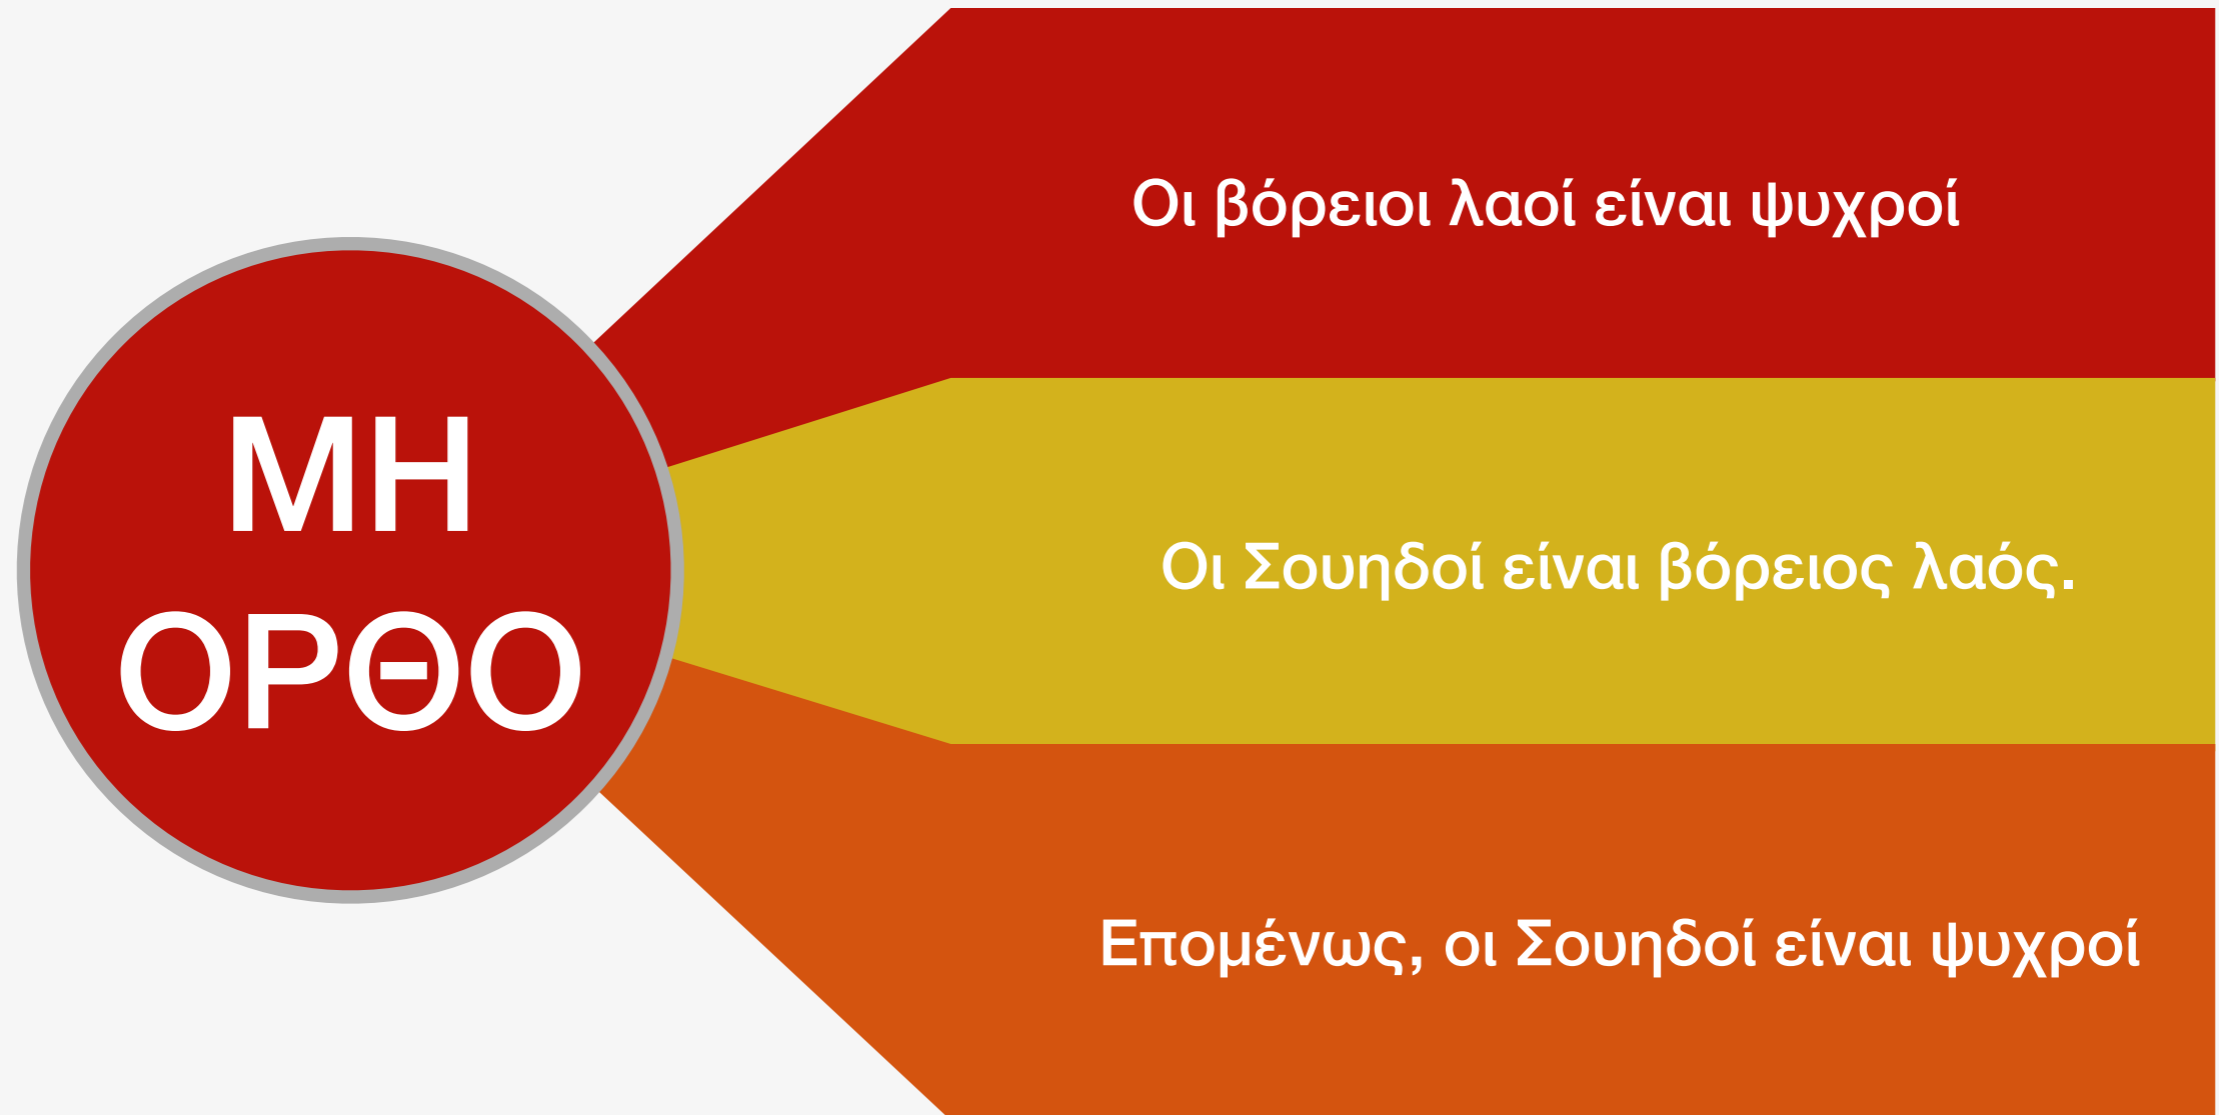 ΜΗ
ΟΡΘΟ
Οι βόρειοι λαοί είναι ψυχροί
Οι Σουηδοί είναι βόρειος λαός.
Επομένως, οι Σουηδοί είναι ψυχροί